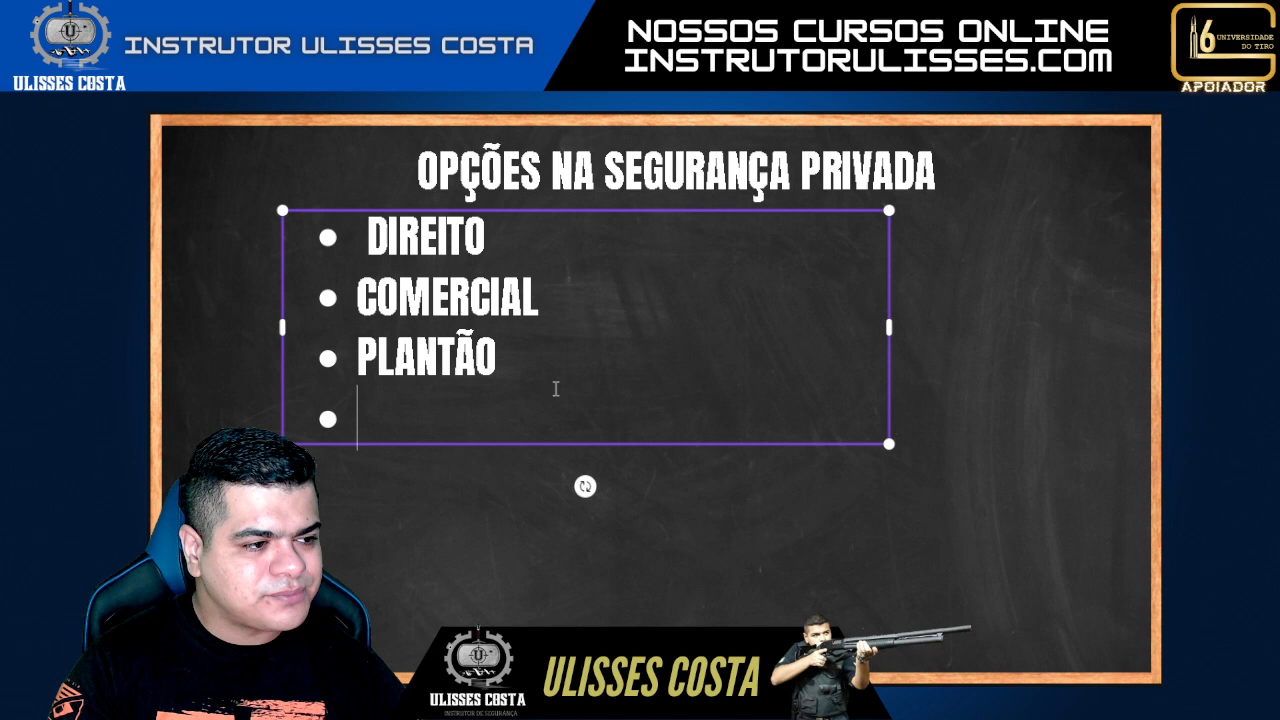 INSTRUTOR ULISSES COSTA
ULISSES COSTA
NOSSOS CURSOS ONLINE
INSTRUTORULISSES.COM
6
UNIVERSIDADE
DO TIRO
APOIADOR
OPÇÕES NA SEGURANÇA PRIVADA
DIREITO
COMERCIAL
PLANTÃO
ULISSES COSTA
INSTRUTOR DE SEGURANÇA
ULISSES COSTA